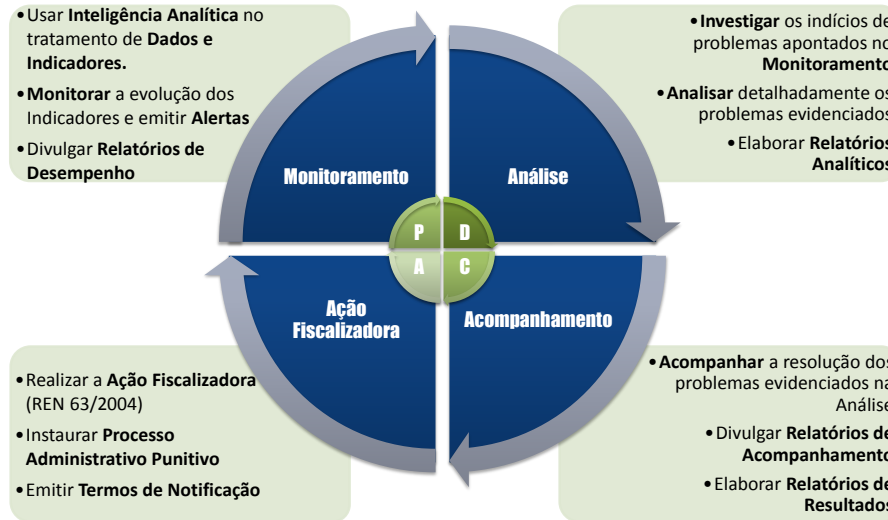 •Usar Inteligência Analítica no
tratamento de Dados e
Indicadores.
•Monitorar a evolução dos
Indicadores e emitir Alertas
•Divulgar Relatórios de
Desempenho
•Investigar os indícios de
problemas apontados no
Monitoramento
•Analisar detalhadamente os
problemas evidenciados
•Elaborar Relatórios
Analíticos
Monitoramento
Análise
P
D
A
C
Ação
Fiscalizadora
Acompanhamento
•Realizar a Ação Fiscalizadora
(REN 63/2004)
•Instaurar Processo
Administrativo Punitivo
•Emitir Termos de Notificação
•Acompanhar a resolução dos
problemas evidenciados na
Análise
•Divulgar Relatórios de
Acompanhamento
•Elaborar Relatórios de
Resultados